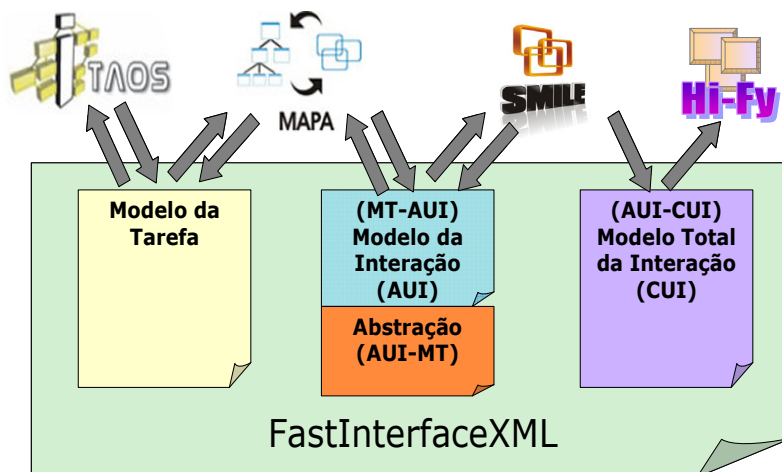 iTAOS
MAPA
SMILE
Hi-Fy
Modelo da
Tarefa
(MT-AUI)
Modelo da
Interação
(AUI)
Abstração
(AUI-MT)
(AUI-CUI)
Modelo Total
da Interação
(CUI)
FastInterfaceXML